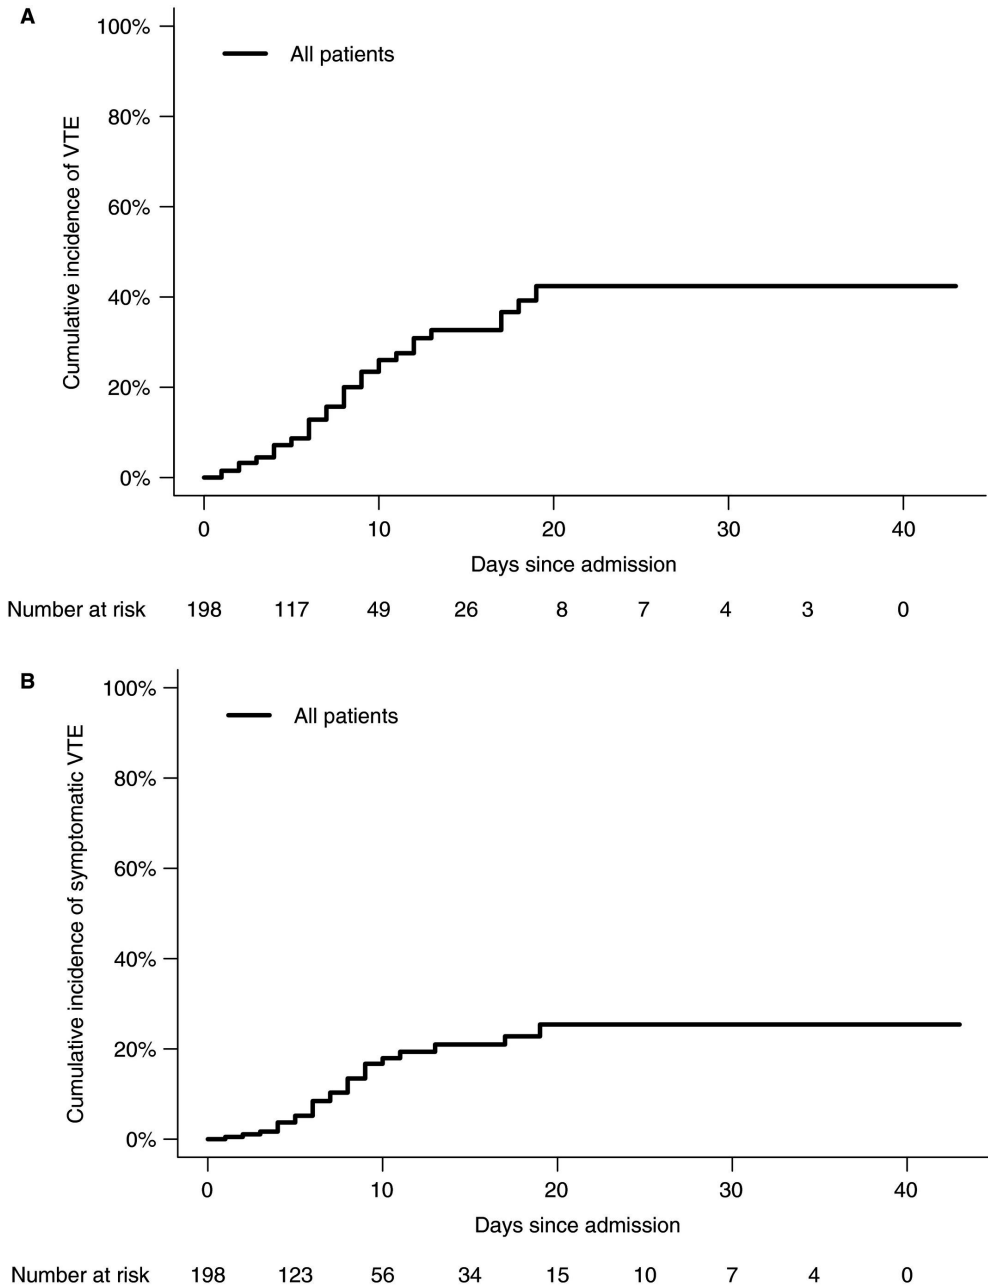 A
100%
All patients
80%
60%
40%
20%
0%
Cumulative incidence of VTE
0 10 20 30 40
Days since admission
Number at risk 198 117 49 26 8 7 4 3 0
B
100%
All patients
80%
60%
40%
20%
0%
Cumulative incidence of symptomatic VTE
0 10 20 30 40
Days since admission
Number at risk 198 123 56 34 15 10 7 4 0